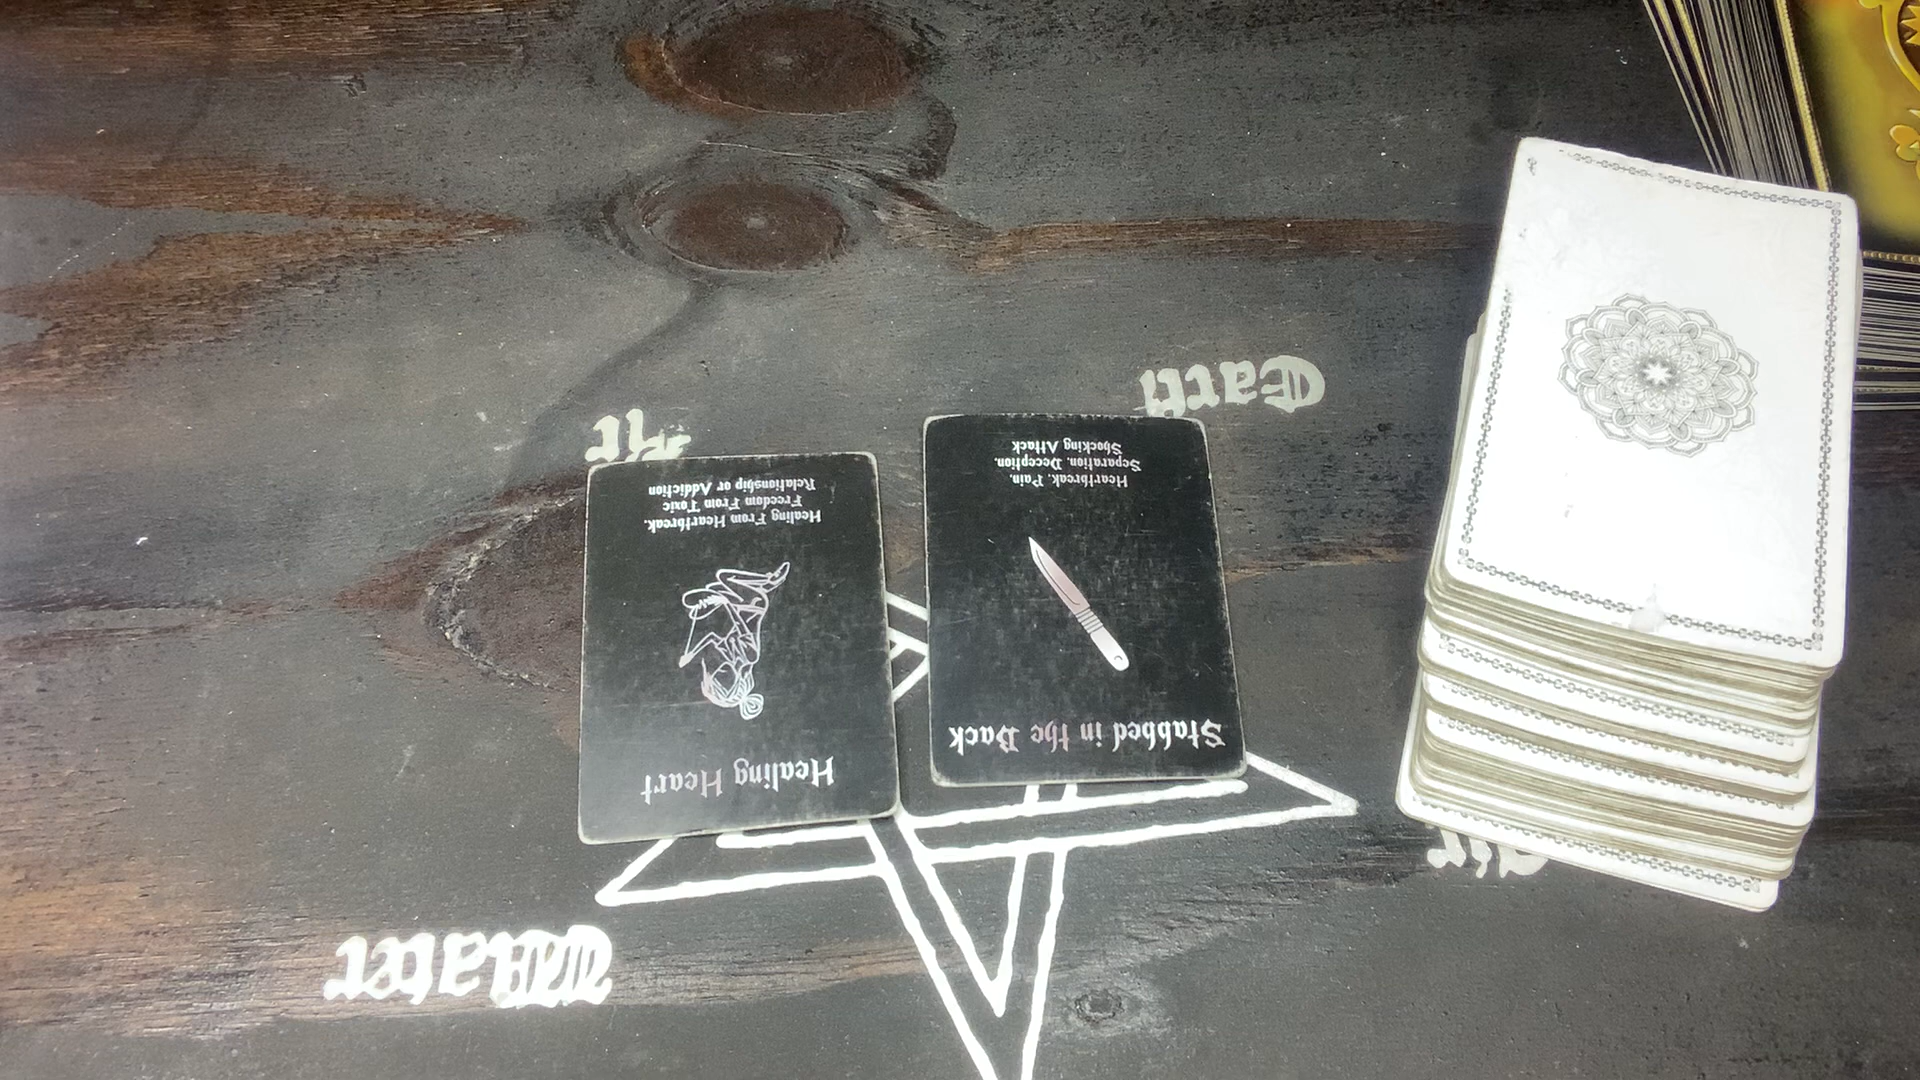 Water
Stabbed in the Back
Heartbreak, Pain,
Separation, Deception,
Shocking Attack
Healing Heart
Healing From Heartbreak,
Freedom From Toxic
Relationship or Addiction
Earth